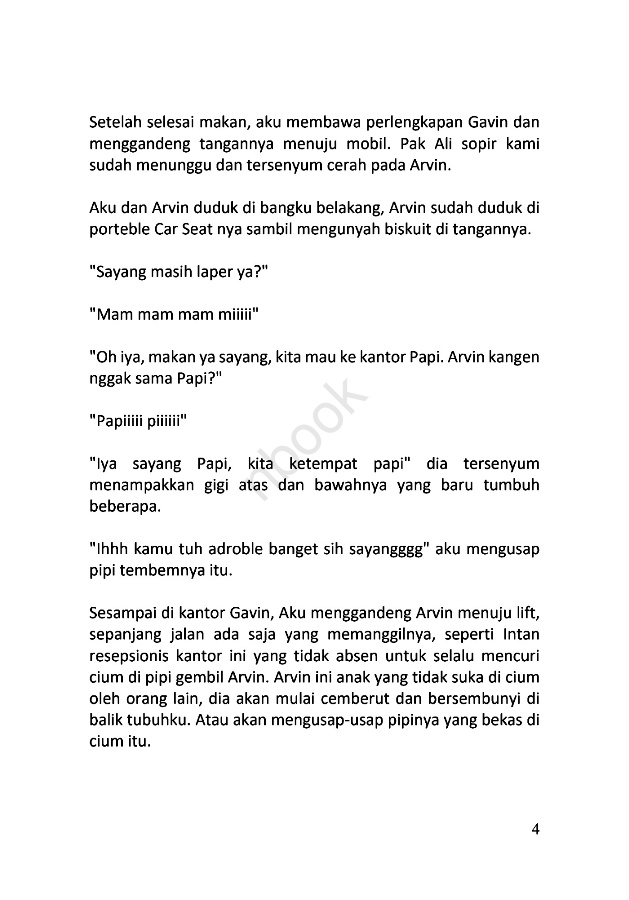 Setelah selesai makan, aku membawa perlengkapan Gavin dan
menggandeng tangannya menuju mobil. Pak Ali sopir kami
sudah menunggu dan tersenyum cerah pada Arvin.
Aku dan Arvin duduk di bangku belakang, Arvin sudah duduk di
porteble Car Seat nya sambil mengunyah biskuit di tangannya.
"Sayang masih laper ya?"
"Mam mam mam miiiii"
"Oh iya, makan ya sayang, kita mau ke kantor Papi. Arvin kangen
nggak sama Papi?"
"Papiiiii piiiiii"
"Iya sayang Papi, kita ketempat papi" dia tersenyum
menampakkan gigi atas dan bawahnya yang baru tumbuh
beberapa.
"Ihhh kamu tuh adroble banget sih sayangggg" aku mengusap
pipi tembemnya itu.
Sesampai di kantor Gavin, Aku menggandeng Arvin menuju lift,
sepanjang jalan ada saja yang memanggilnya, seperti Intan
resepsionis kantor ini yang tidak absen untuk selalu mencuri
cium di pipi gembil Arvin. Arvin ini anak yang tidak suka di cium
oleh orang lain, dia akan mulai cemberut dan bersembunyi di
balik tubuhku. Atau akan mengusap-usap pipinya yang bekas di
cium itu.
nbook
4